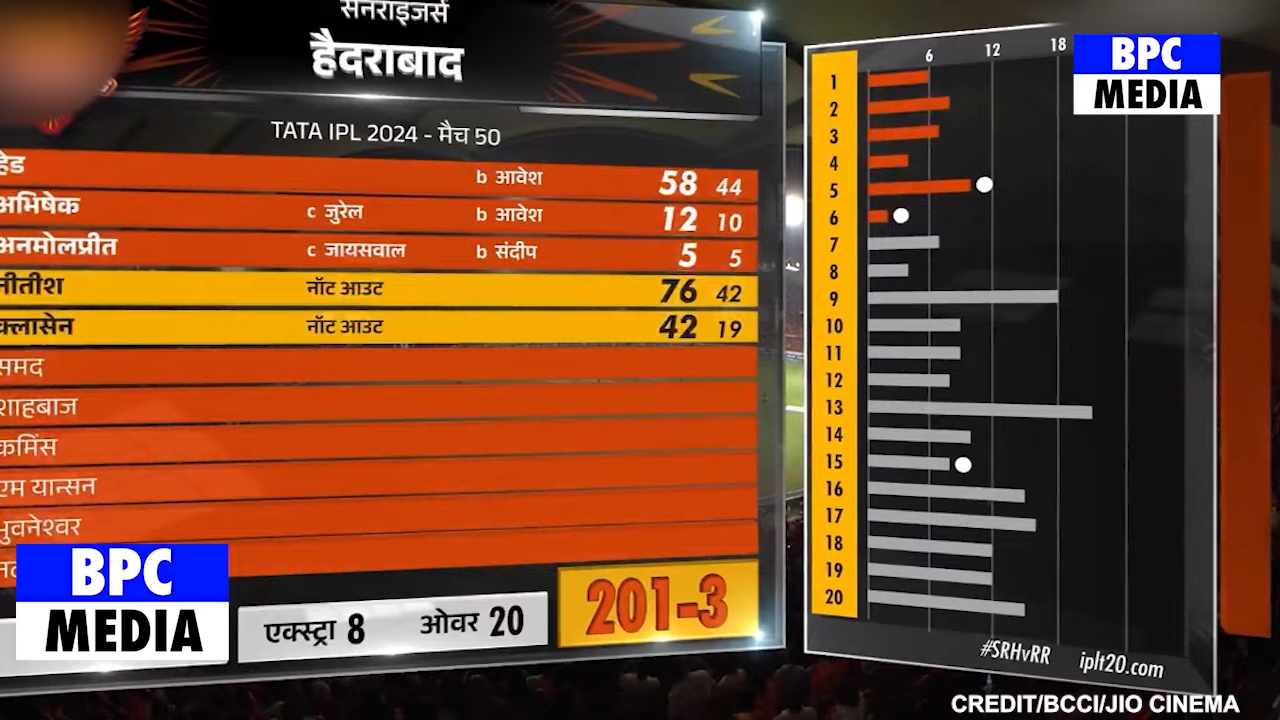 सनराइजर्स
हैदराबाद
TATA IPL 2024 - मैच 50
हेड b आवेश 58 44
अभिषेक c जुरेल b आवेश 12 10
अनमोलप्रीत c जायसवाल b संदीप 5 5
नीतीश नॉट आउट 76 42
क्लासेन नॉट आउट 42 19
समद
शाहबाज
कमिंस
एम यान्सन
भुवनेश्वर
एक्स्ट्रा 8 ओवर 20 201-3
BPC
MEDIA
6 12 18
1
2
3
4
5
6
7
8
9
10
11
12
13
14
15
16
17
18
19
20
#SRHvRR iplt20.com
BPC
MEDIA
CREDIT/BCCI/JIO CINEMA